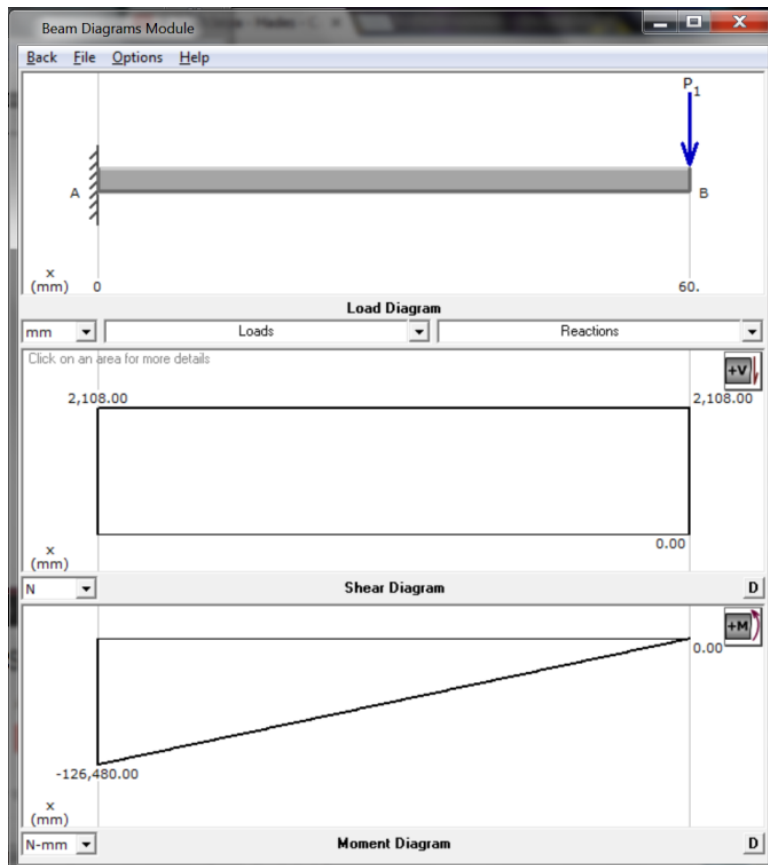 Beam Diagrams Module
Back File Options Help
P1
A
B
x
(mm) 0 60.
Load Diagram
mm Loads Reactions
Click on an area for more details
+V
2,108.00 2,108.00
0.00
x
(mm)
N Shear Diagram D
+M
0.00
-126,480.00
x
(mm)
N-mm Moment Diagram D